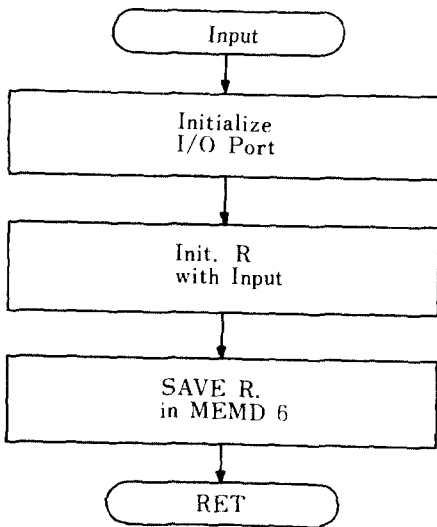 Input
Initialize
I/O Port
Init. R
with Input
SAVE R.
in MEMD 6
RET